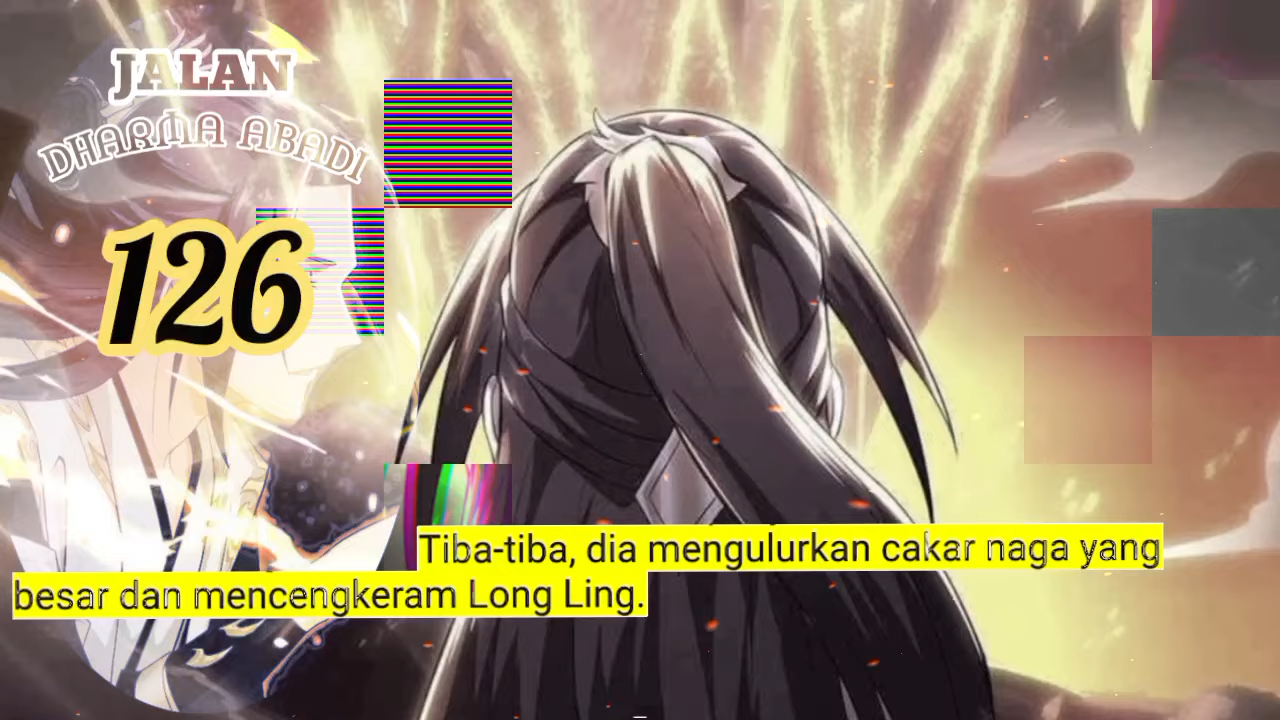 JALAN
DHARMA ABADI
126
Tiba-tiba, dia mengulurkan cakar naga yang
besar dan mencengkeram Long Ling.